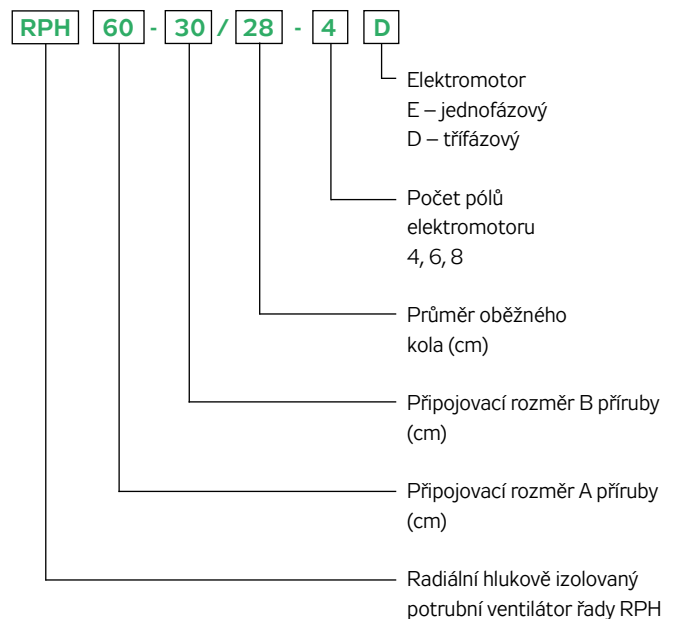 RPH 60 - 30 / 28 - 4 D
Elektromotor
E – jednofázový
D – třífázový
Počet pólů
elektromotoru
4, 6, 8
Průměr oběžného
kola (cm)
Připojovací rozměr B příruby
(cm)
Připojovací rozměr A příruby
(cm)
Radiální hlukově izolovaný
potrubní ventilátor řady RPH